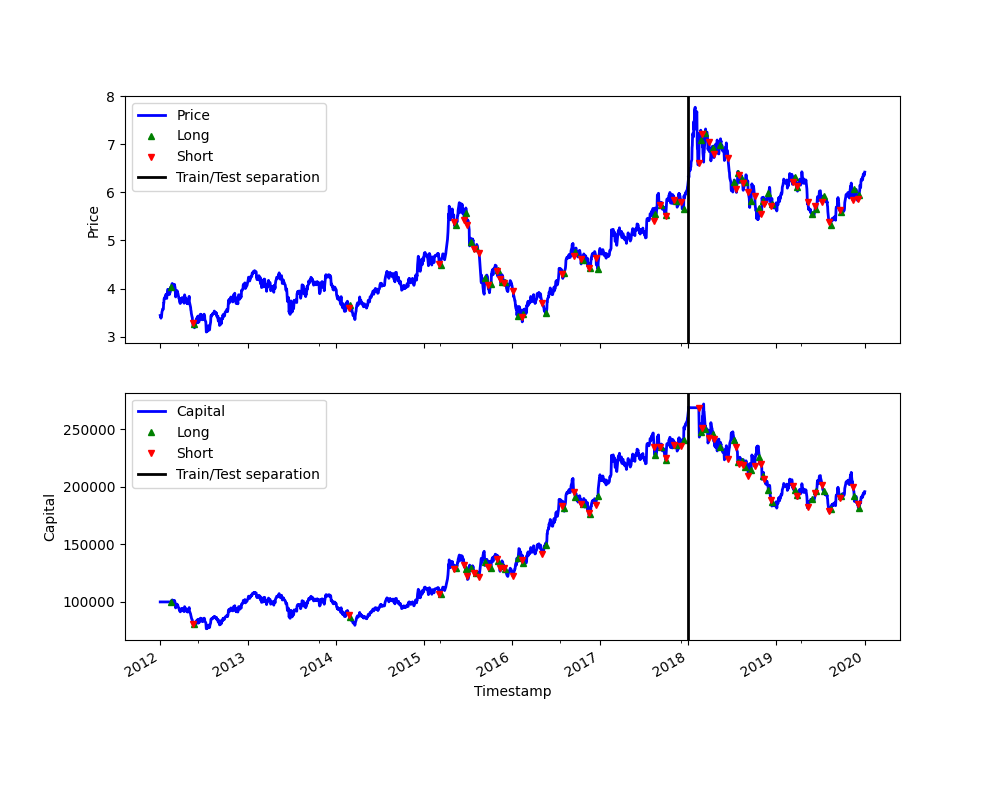 8
7
6
5
4
3
Price
Price
Long
Short
Train/Test separation
250000
200000
150000
100000
Capital
Capital
Long
Short
Train/Test separation
2012
2013
2014
2015
2016
2017
2018
2019
2020
Timestamp